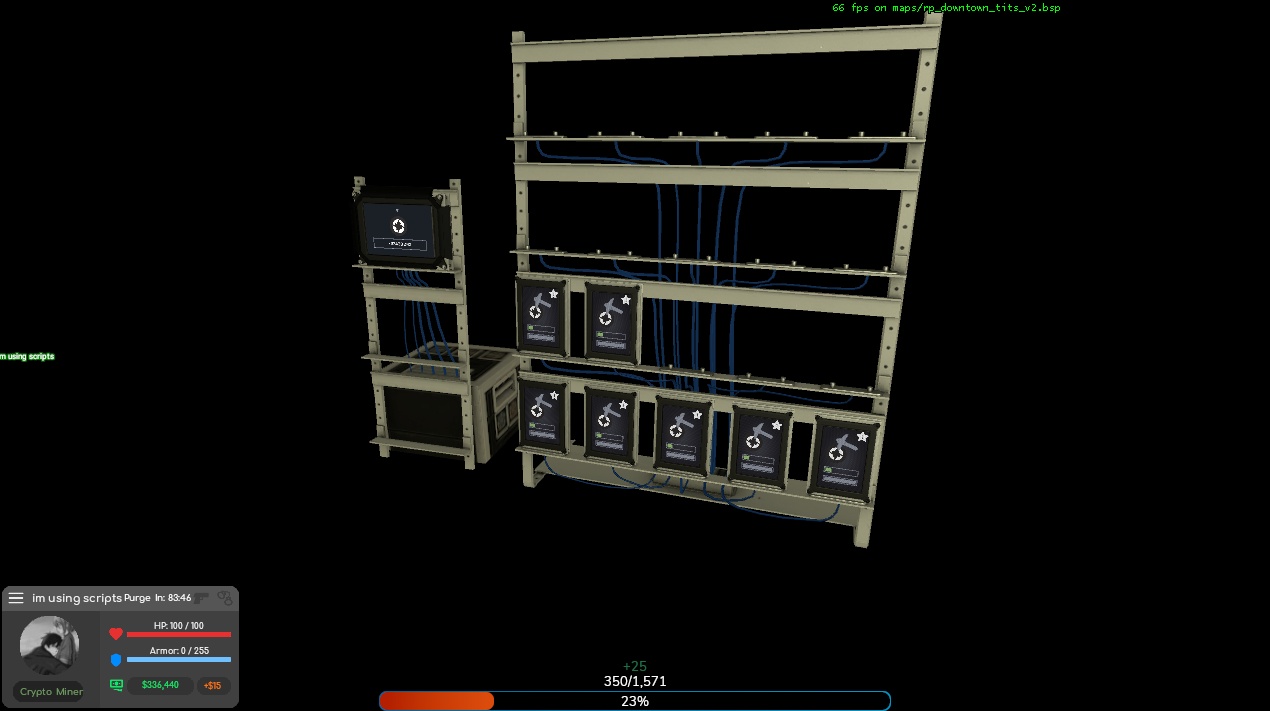 66 fps on maps/rp_downtown_tits_v2.bsp
m using scripts
im using scripts Purge In: 83:46
HP: 100 / 100
Armor: 0 / 255
$336,440 +$15
Crypto Miner
+25
350/1,571
23%